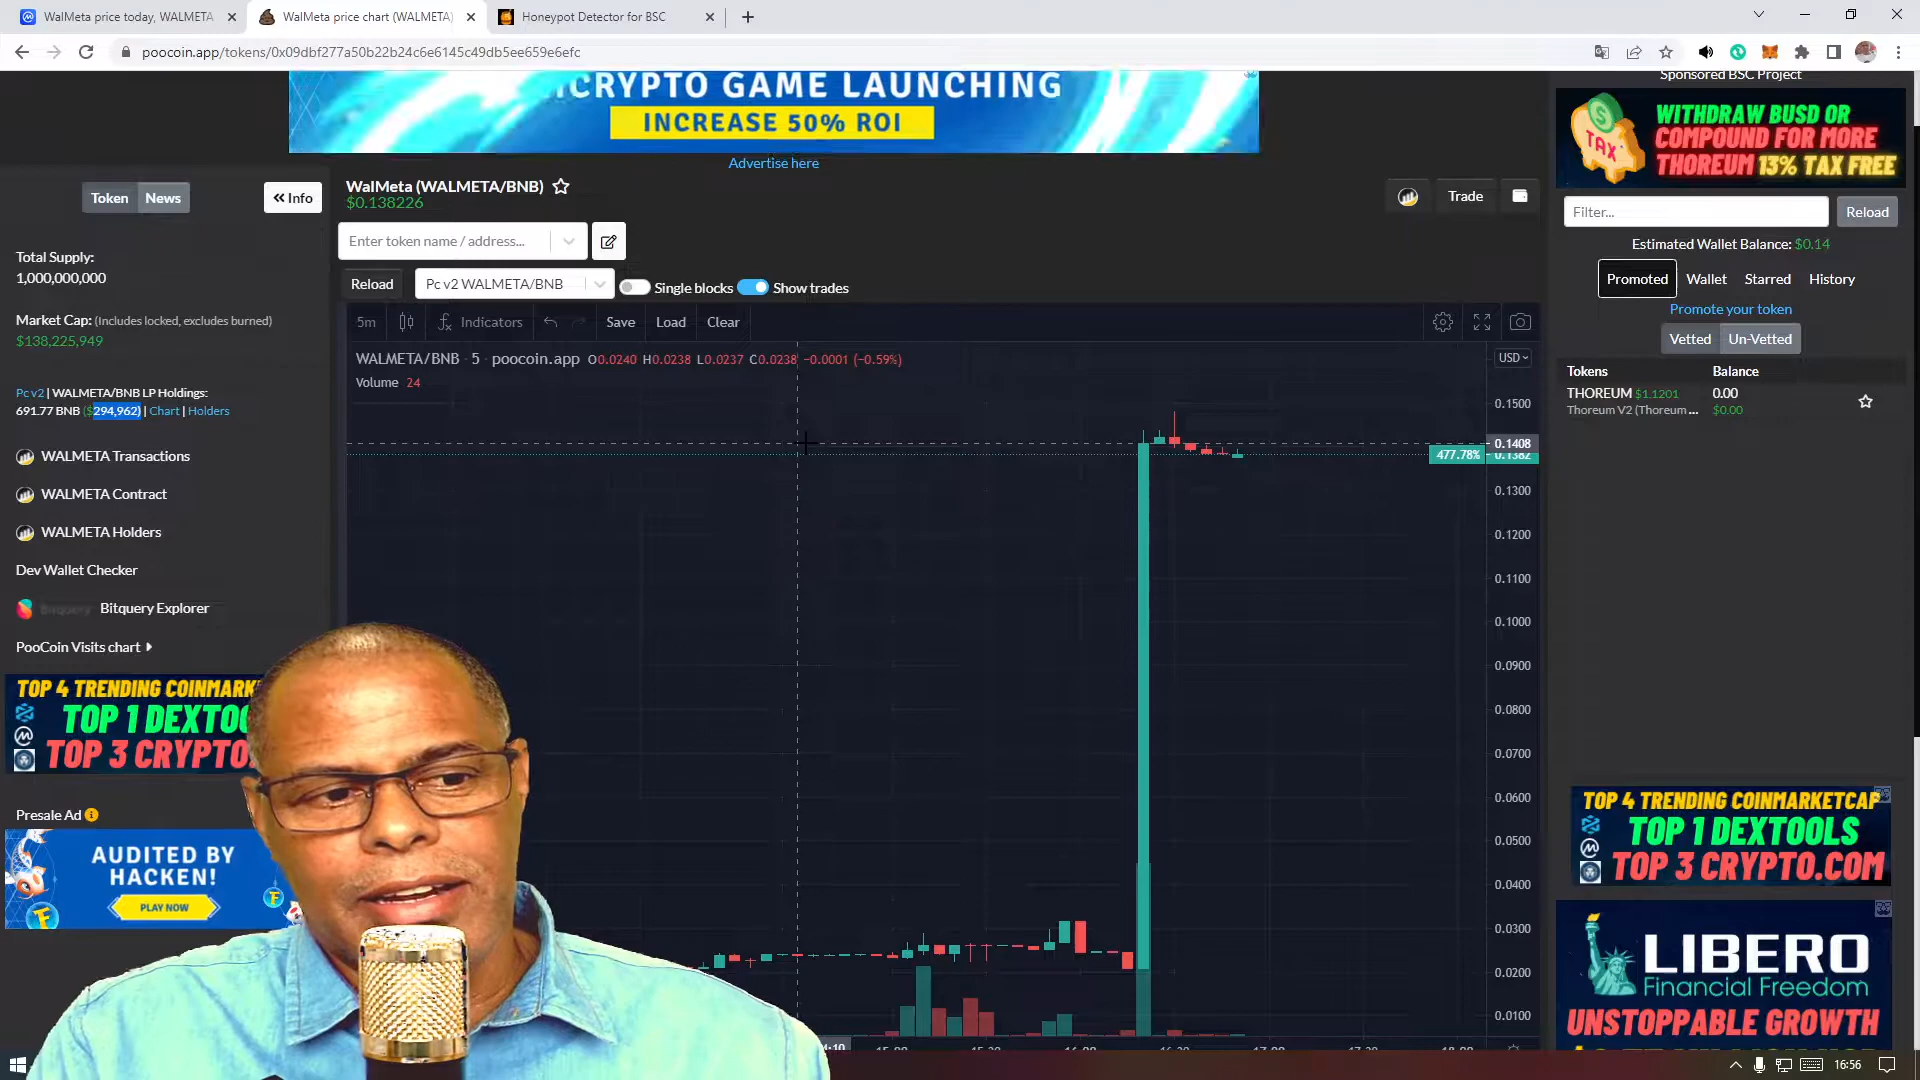 WalMeta price today, WALMETA
WalMeta price chart (WALMETA)
Honeypot Detector for BSC
poocoin.app/tokens/0x09dbf277a50b22b24c6e6145c49db5ee659e6efc
CRYPTO GAME LAUNCHING
INCREASE 50% ROI
Advertise here
Token
News
Info
Total Supply:
1,000,000,000
Market Cap: (Includes locked, excludes burned)
$138,225,949
Pc v2 | WALMETA/BNB LP Holdings:
691.77 BNB ($294,962) | Chart | Holders
WALMETA Transactions
WALMETA Contract
WALMETA Holders
Dev Wallet Checker
Bitquery Bitquery Explorer
PooCoin Visits chart
TOP 4 TRENDING COINMARK
TOP 1 DEXTOO
TOP 3 CRYPTO.
Presale Ad
AUDITED BY
HACKEN!
PLAY NOW
WalMeta (WALMETA/BNB)
$0.138226
Trade
Enter token name / address...
Reload
Pc v2 WALMETA/BNB
Single blocks
Show trades
5m
Indicators
Save
Load
Clear
WALMETA/BNB · 5 · poocoin.app O0.0240 H0.0238 L0.0237 C0.0238 −0.0001 (−0.59%)
Volume 24
USD
0.1500
0.1408
477.78%
0.1382
0.1300
0.1200
0.1100
0.1000
0.0900
0.0800
0.0700
0.0600
0.0500
0.0400
0.0300
0.0200
0.0100
Sponsored BSC Project
WITHDRAW BUSD OR
COMPOUND FOR MORE
THOREUM 13% TAX FREE
TAX
Filter...
Reload
Estimated Wallet Balance: $0.14
Promoted
Wallet
Starred
History
Promote your token
Vetted
Un-Vetted
Tokens
Balance
THOREUM $1.1201
0.00
Thoreum V2 (Thoreum ...
$0.00
TOP 4 TRENDING COINMARKETCAP
TOP 1 DEXTOOLS
TOP 3 CRYPTO.COM
LIBERO
Financial Freedom
UNSTOPPABLE GROWTH
16:56